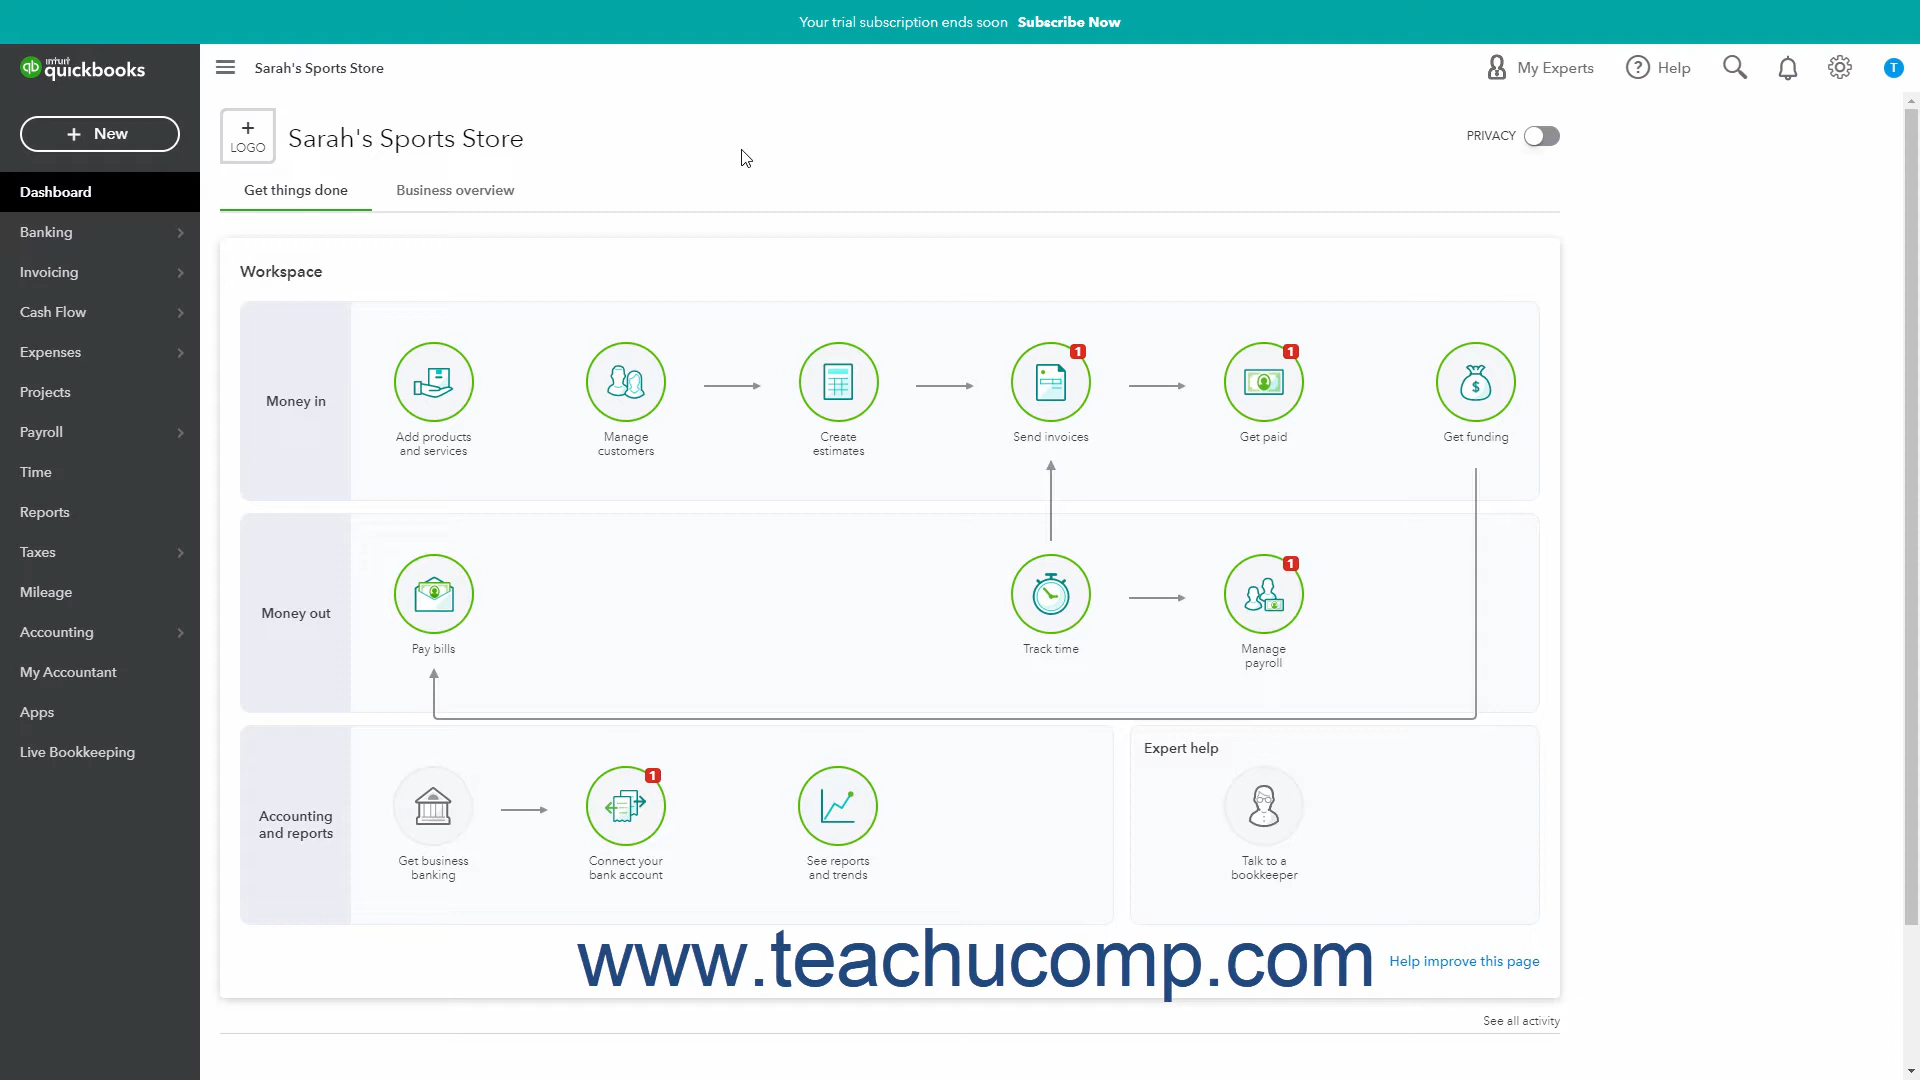 Your trial subscription ends soon Subscribe Now
intuit
quickbooks
Sarah's Sports Store
My Experts
Help
T
+ New
+
LOGO
Sarah's Sports Store
PRIVACY
Get things done
Business overview
Dashboard
Banking
Invoicing
Cash Flow
Expenses
Projects
Payroll
Time
Reports
Taxes
Mileage
Accounting
My Accountant
Apps
Live Bookkeeping
Workspace
Money in
Add products
and services
Manage
customers
Create
estimates
1
Send invoices
1
Get paid
Get funding
Money out
Pay bills
Track time
1
Manage
payroll
Accounting
and reports
Get business
banking
1
Connect your
bank account
See reports
and trends
Expert help
Talk to a
bookkeeper
www.teachucomp.com
Help improve this page
See all activity